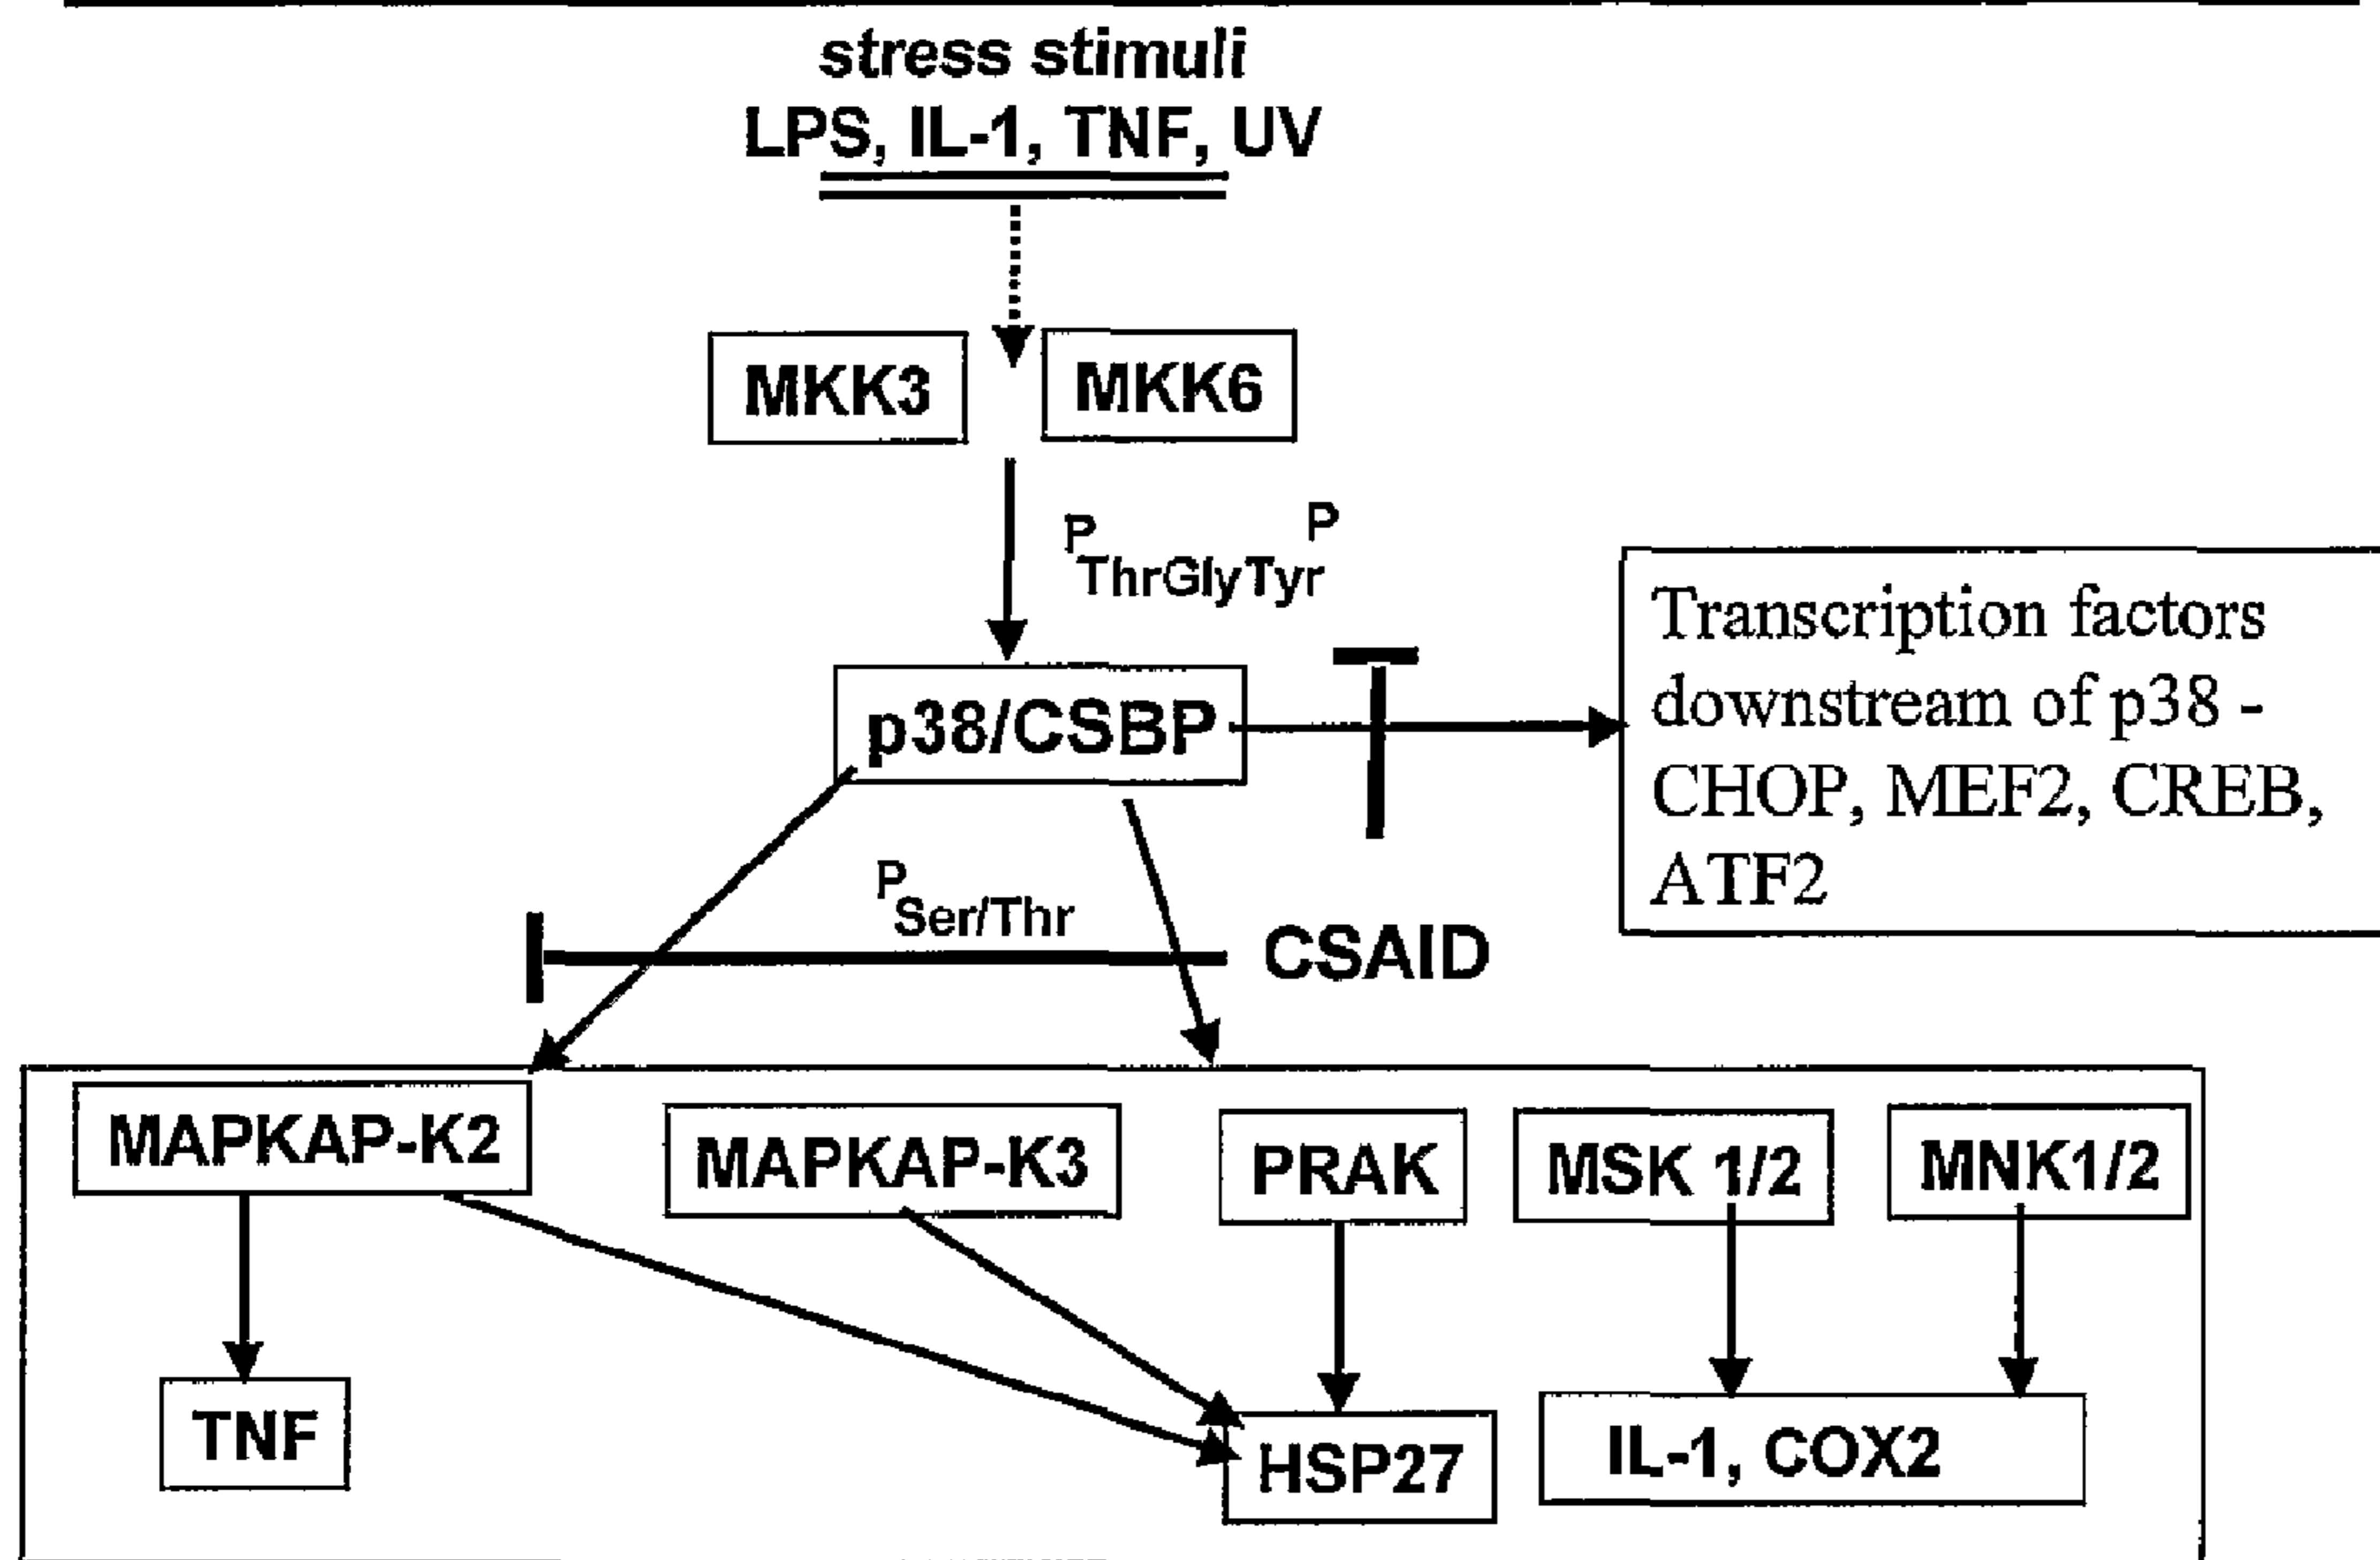 stress stimuli
LPS, IL-1, TNF, UV
MKK3
MKK6
P P
ThrGlyTyr
p38/CSBP
Transcription factors
downstream of p38 -
CHOP, MEF2, CREB,
ATF2
P
Ser/Thr
CSAID
MAPKAP-K2
MAPKAP-K3
PRAK
MSK 1/2
MNK1/2
TNF
HSP27
IL-1, COX2